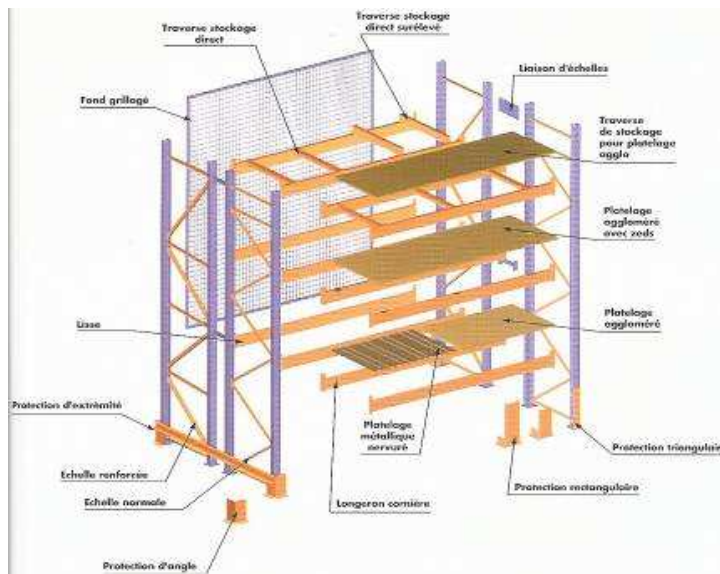 Traverse stockage
direct
Traverse stockage
direct surélevé
Liaison d'échelles
Fond grillagé
Traverse
de stockage
pour platelage
agglo
Platelage
aggloméré
avec zeds
Platelage
aggloméré
Lisse
Protection d'extrèmité
Platelage
métallique
nervuré
Protection triangulaire
Echelle renforcée
Echelle normale
Longeron cornière
Protection rectangulaire
Protection d'angle